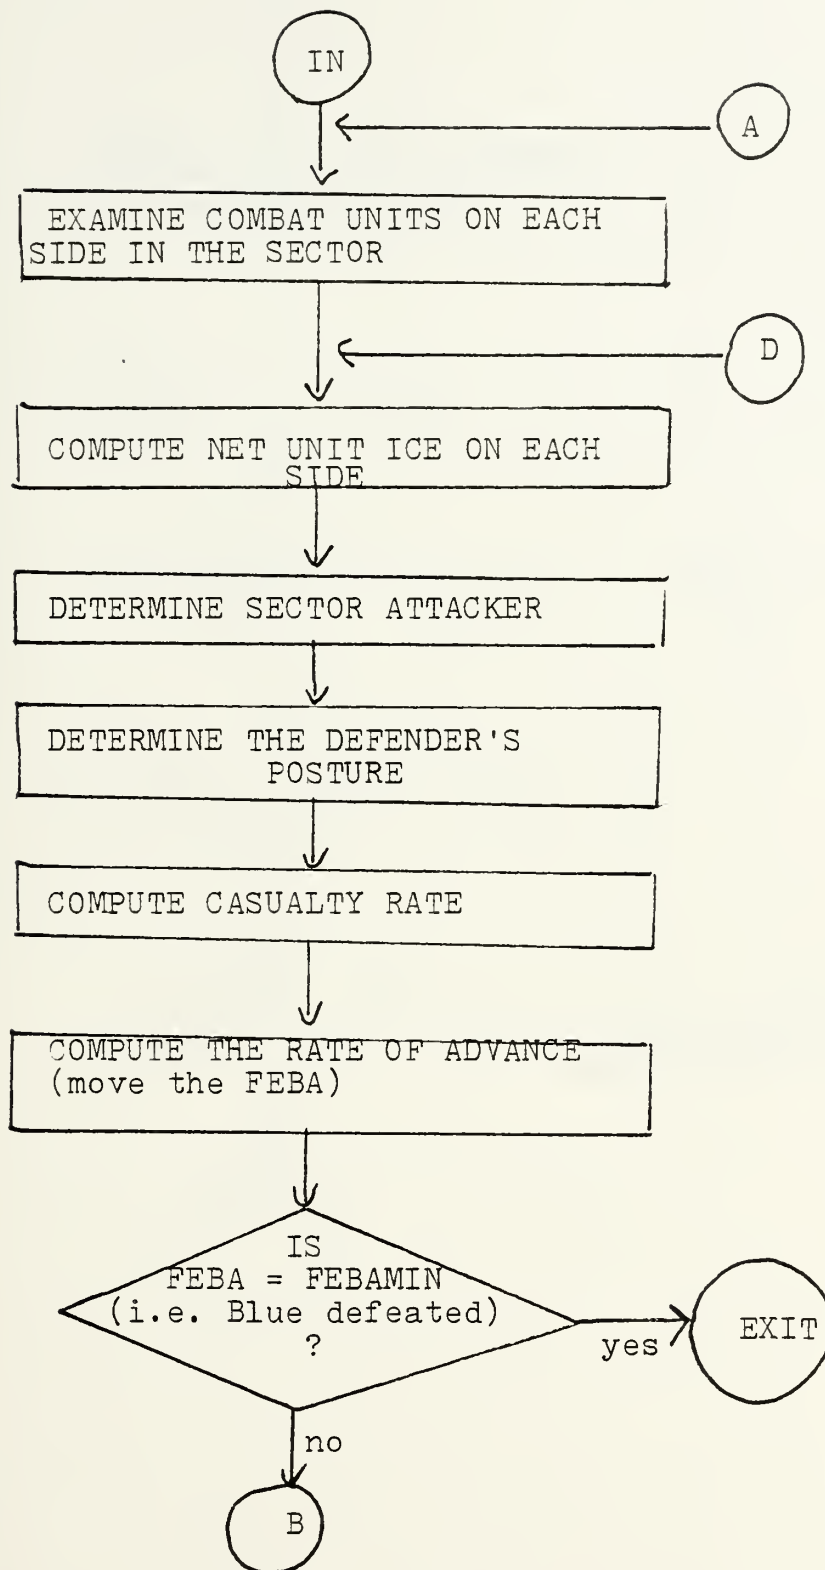 IN
A
EXAMINE COMBAT UNITS ON EACH
SIDE IN THE SECTOR
D
COMPUTE NET UNIT ICE ON EACH
SIDE
DETERMINE SECTOR ATTACKER
DETERMINE THE DEFENDER'S
POSTURE
COMPUTE CASUALTY RATE
COMPUTE THE RATE OF ADVANCE
(move the FEBA)
IS
FEBA = FEBAMIN
(i.e. Blue defeated)
?
yes
EXIT
no
B